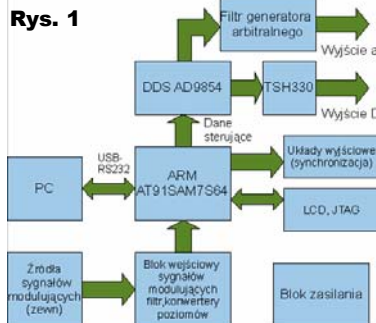 Rys. 1
Filtr generatora
arbitralnego
Wyjście a
DDS AD9854
TSH330
Wyjście D
Dane
sterujące
USB-
RS232
PC
ARM
AT91SAM7S64
Układy wyjściowe
(synchronizacja)
LCD, JTAG
Źródła
sygnałów
modulujących
(zewn)
Blok wejściowy
sygnałów
modulujących
filtr,konwertery
poziomów
Blok zasilania